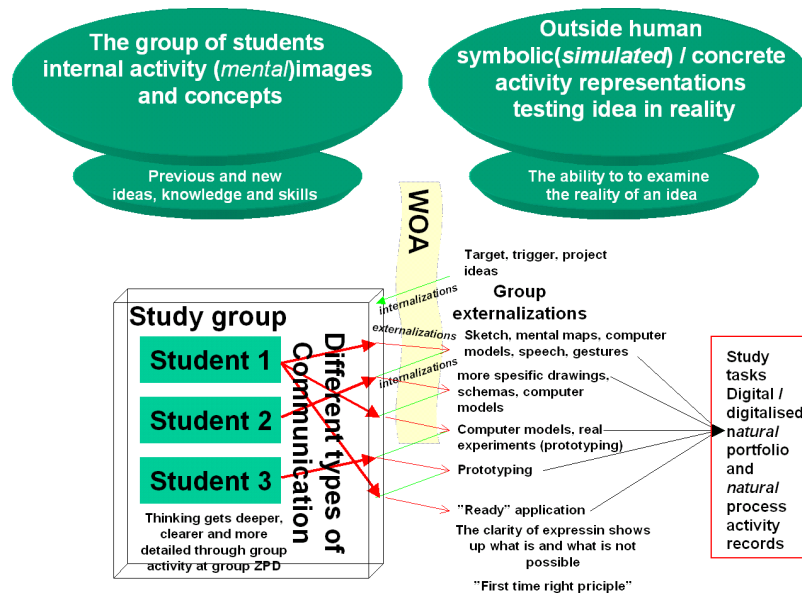 The group of students
internal activity (mental)images
and concepts
Previous and new
ideas, knowledge and skills
Outside human
symbolic(simulated) / concrete
activity representations
testing idea in reality
The ability to to examine
the reality of an idea
WOA
Target, trigger, project
ideas
internalizations
Group
externalizations
externalizations
internalizations
Study group
Student 1
Student 2
Student 3
Different types of
Communication
Thinking gets deeper,
clearer and more
detailed through group
activity at group ZPD
Sketch, mental maps, computer
models, speech, gestures
more spesific drawings,
schemas, computer
models
Computer models, real
experiments (prototyping)
Prototyping
"Ready" application
The clarity of expressin shows
up what is and what is not
possible
"First time right priciple"
Study
tasks
Digital /
digitalised
natural
portfolio
and
natural
process
activity
records